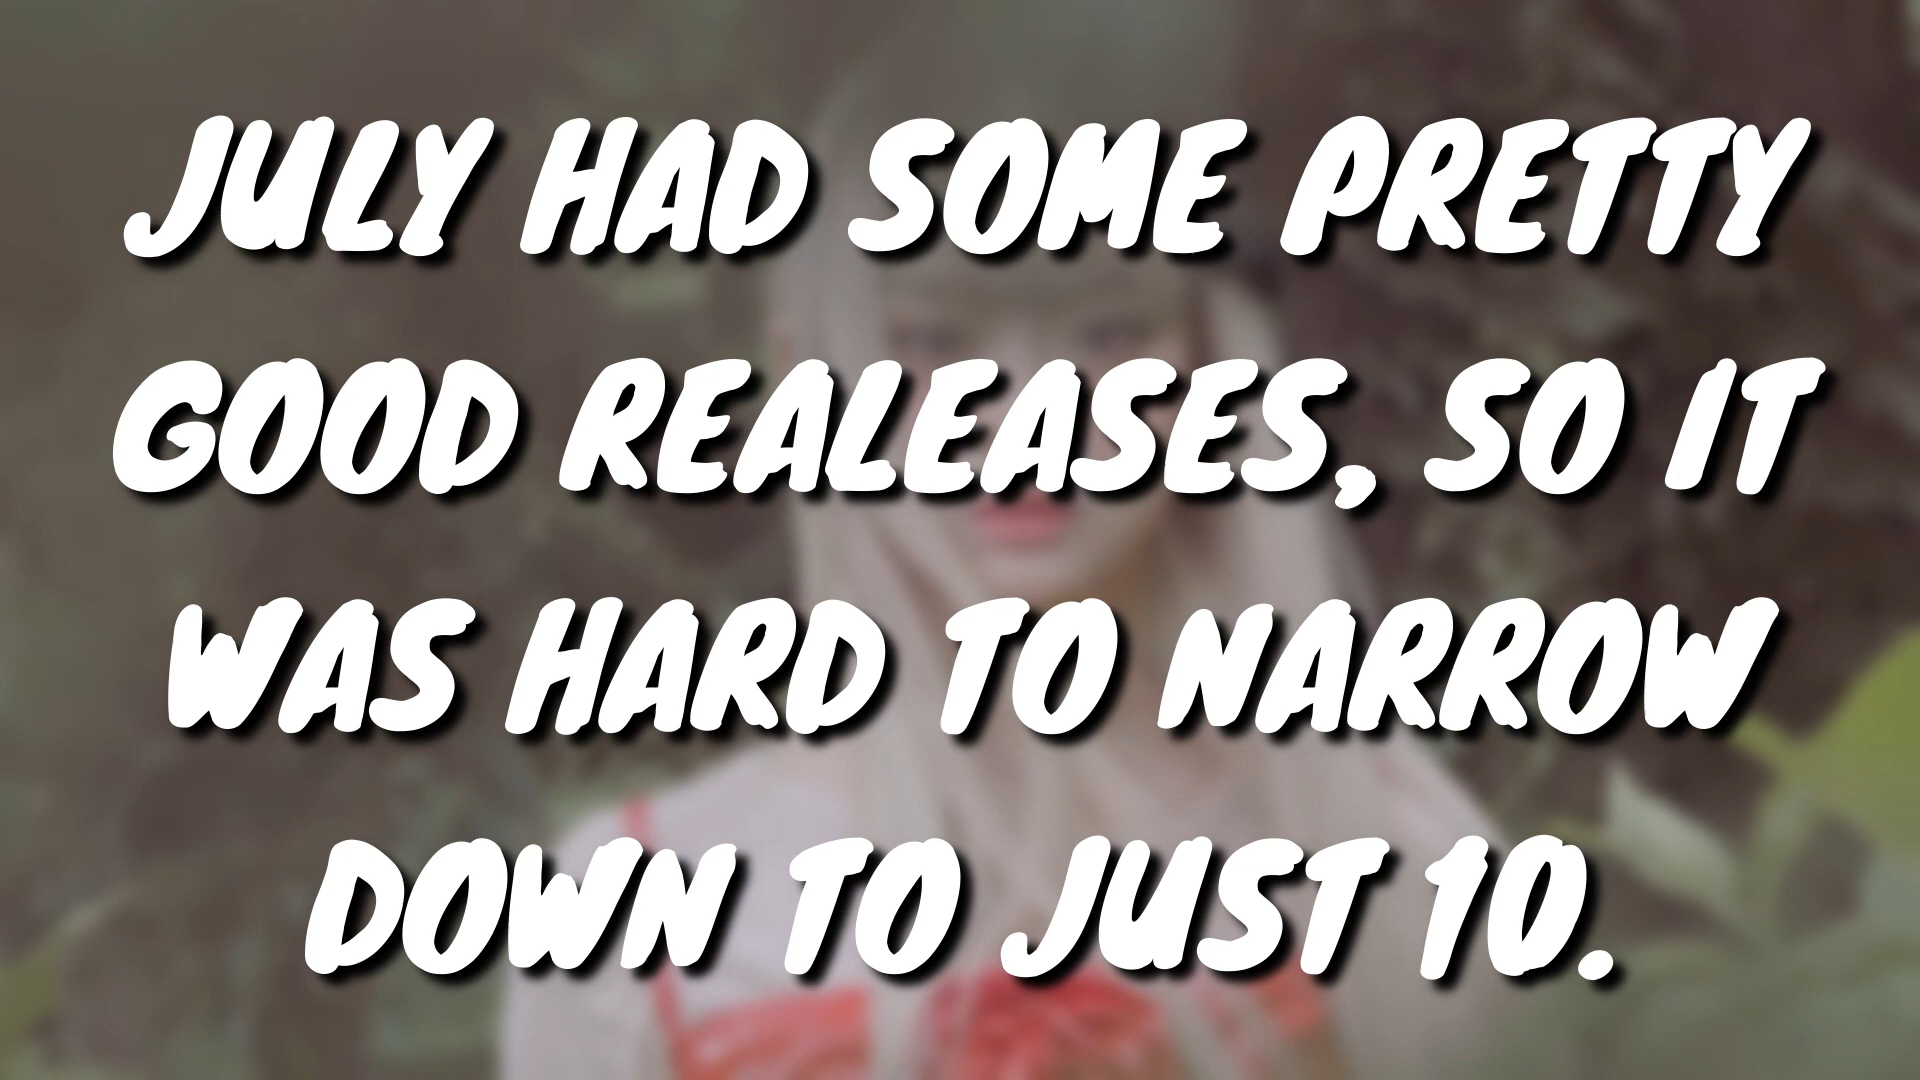 JULY HAD SOME PRETTY
GOOD REALEASES, SO IT
WAS HARD TO NARROW
DOWN TO JUST 10.